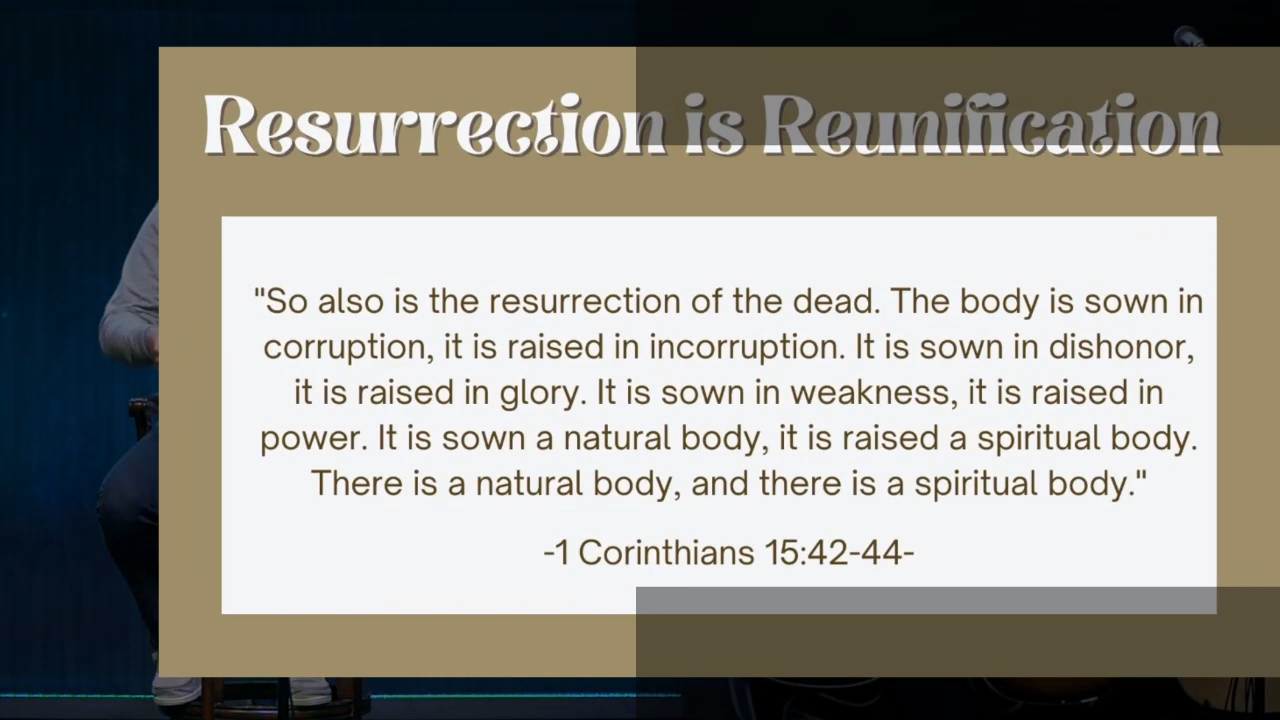 Resurrection is Reunification
"So also is the resurrection of the dead. The body is sown in
corruption, it is raised in incorruption. It is sown in dishonor,
it is raised in glory. It is sown in weakness, it is raised in
power. It is sown a natural body, it is raised a spiritual body.
There is a natural body, and there is a spiritual body."
-1 Corinthians 15:42-44-